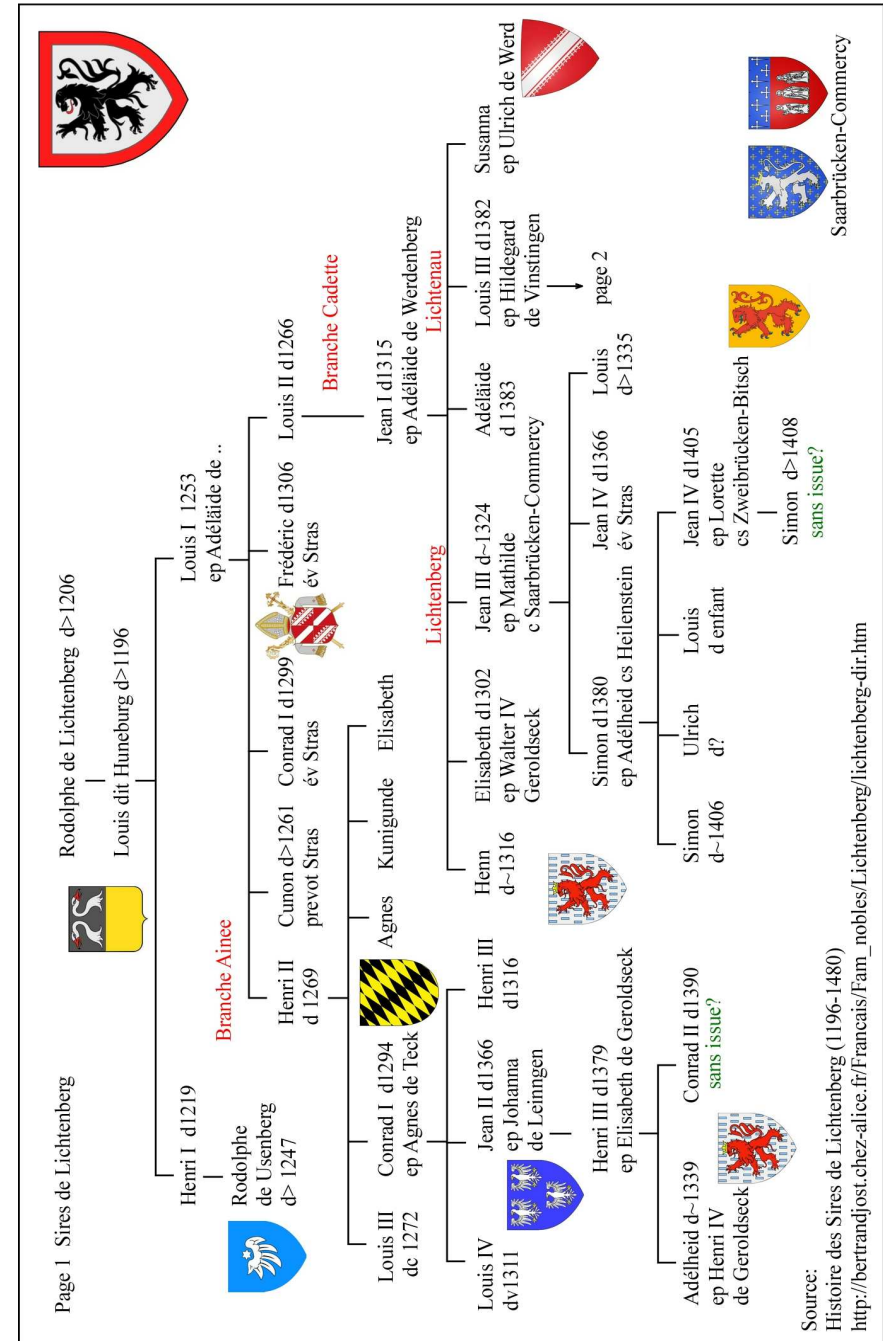 Page 1  Sires de Lichtenberg
Rodolphe de Lichtenberg  d>1206
Louis dit Huneburg d>1196
Henri I  d1219
Louis I  1253
ep Adéläide de ..
Rodolphe
de Usenberg
d> 1247
Branche Ainee
Branche Cadette
Henri II
d 1269
Cunon d>1261
prevot Stras
Conrad I d1299
év Stras
Frédéric d1306
év Stras
Louis II d1266
Louis III
dc 1272
Conrad I  d1294
ep Agnes de Teck
Agnes
Kunigunde
Elisabeth
Jean I d1315
ep Adéläide de Werdenberg
Lichtenberg
Lichtenau
Louis IV
dv1311
Jean II d1366
ep Johanna
de Leinngen
Henri III
d1316
Henn
d~1316
Elisabeth d1302
ep Walter IV
Geroldseck
Jean III d~1324
ep Mathilde
c Saarbrücken-Commercy
Adéläide
d 1383
Louis III d1382
ep Hildegard
de Vinstingen
Susanna
ep Ulrich de Werd
page 2
Henri III d1379
ep Elisabeth de Geroldseck
Simon d1380
ep Adélheid cs Heilenstein
Jean IV d1366
év Stras
Louis
d>1335
Adélheid d~1339
ep Henri IV
de Geroldseck
Conrad II d1390
sans issue?
Simon
d~1406
Ulrich
d?
Louis
d enfant
Jean IV d1405
ep Lorette
cs Zweibrücken-Bitsch
Simon  d>1408
sans issue?
Saarbrücken-Commercy
Source:
Histoire des Sires de Lichtenberg (1196-1480)
http://bertrandjost.chez-alice.fr/Francais/Fam_nobles/Lichtenberg/lichtenberg-dir.htm